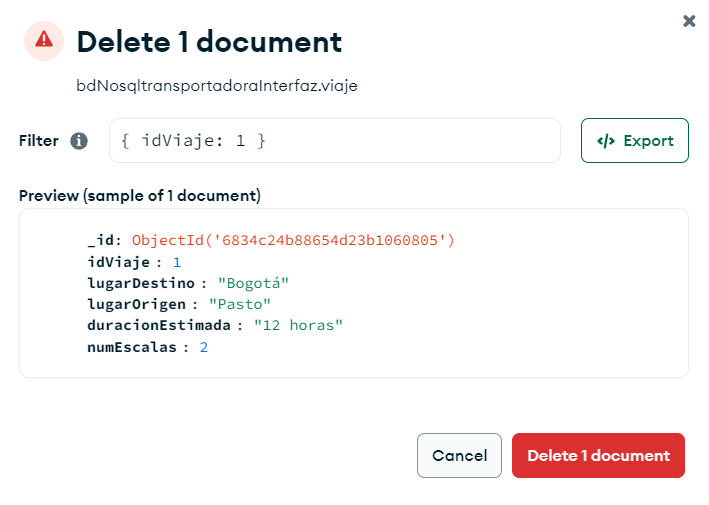 Delete 1 document
bdNosqltransportadoraInterfaz.viaje
Filter { idViaje: 1 } </> Export
Preview (sample of 1 document)
_id: ObjectId('6834c24b88654d23b1060805')
idViaje : 1
lugarDestino : "Bogotá"
lugarOrigen : "Pasto"
duracionEstimada : "12 horas"
numEscalas : 2
Cancel Delete 1 document